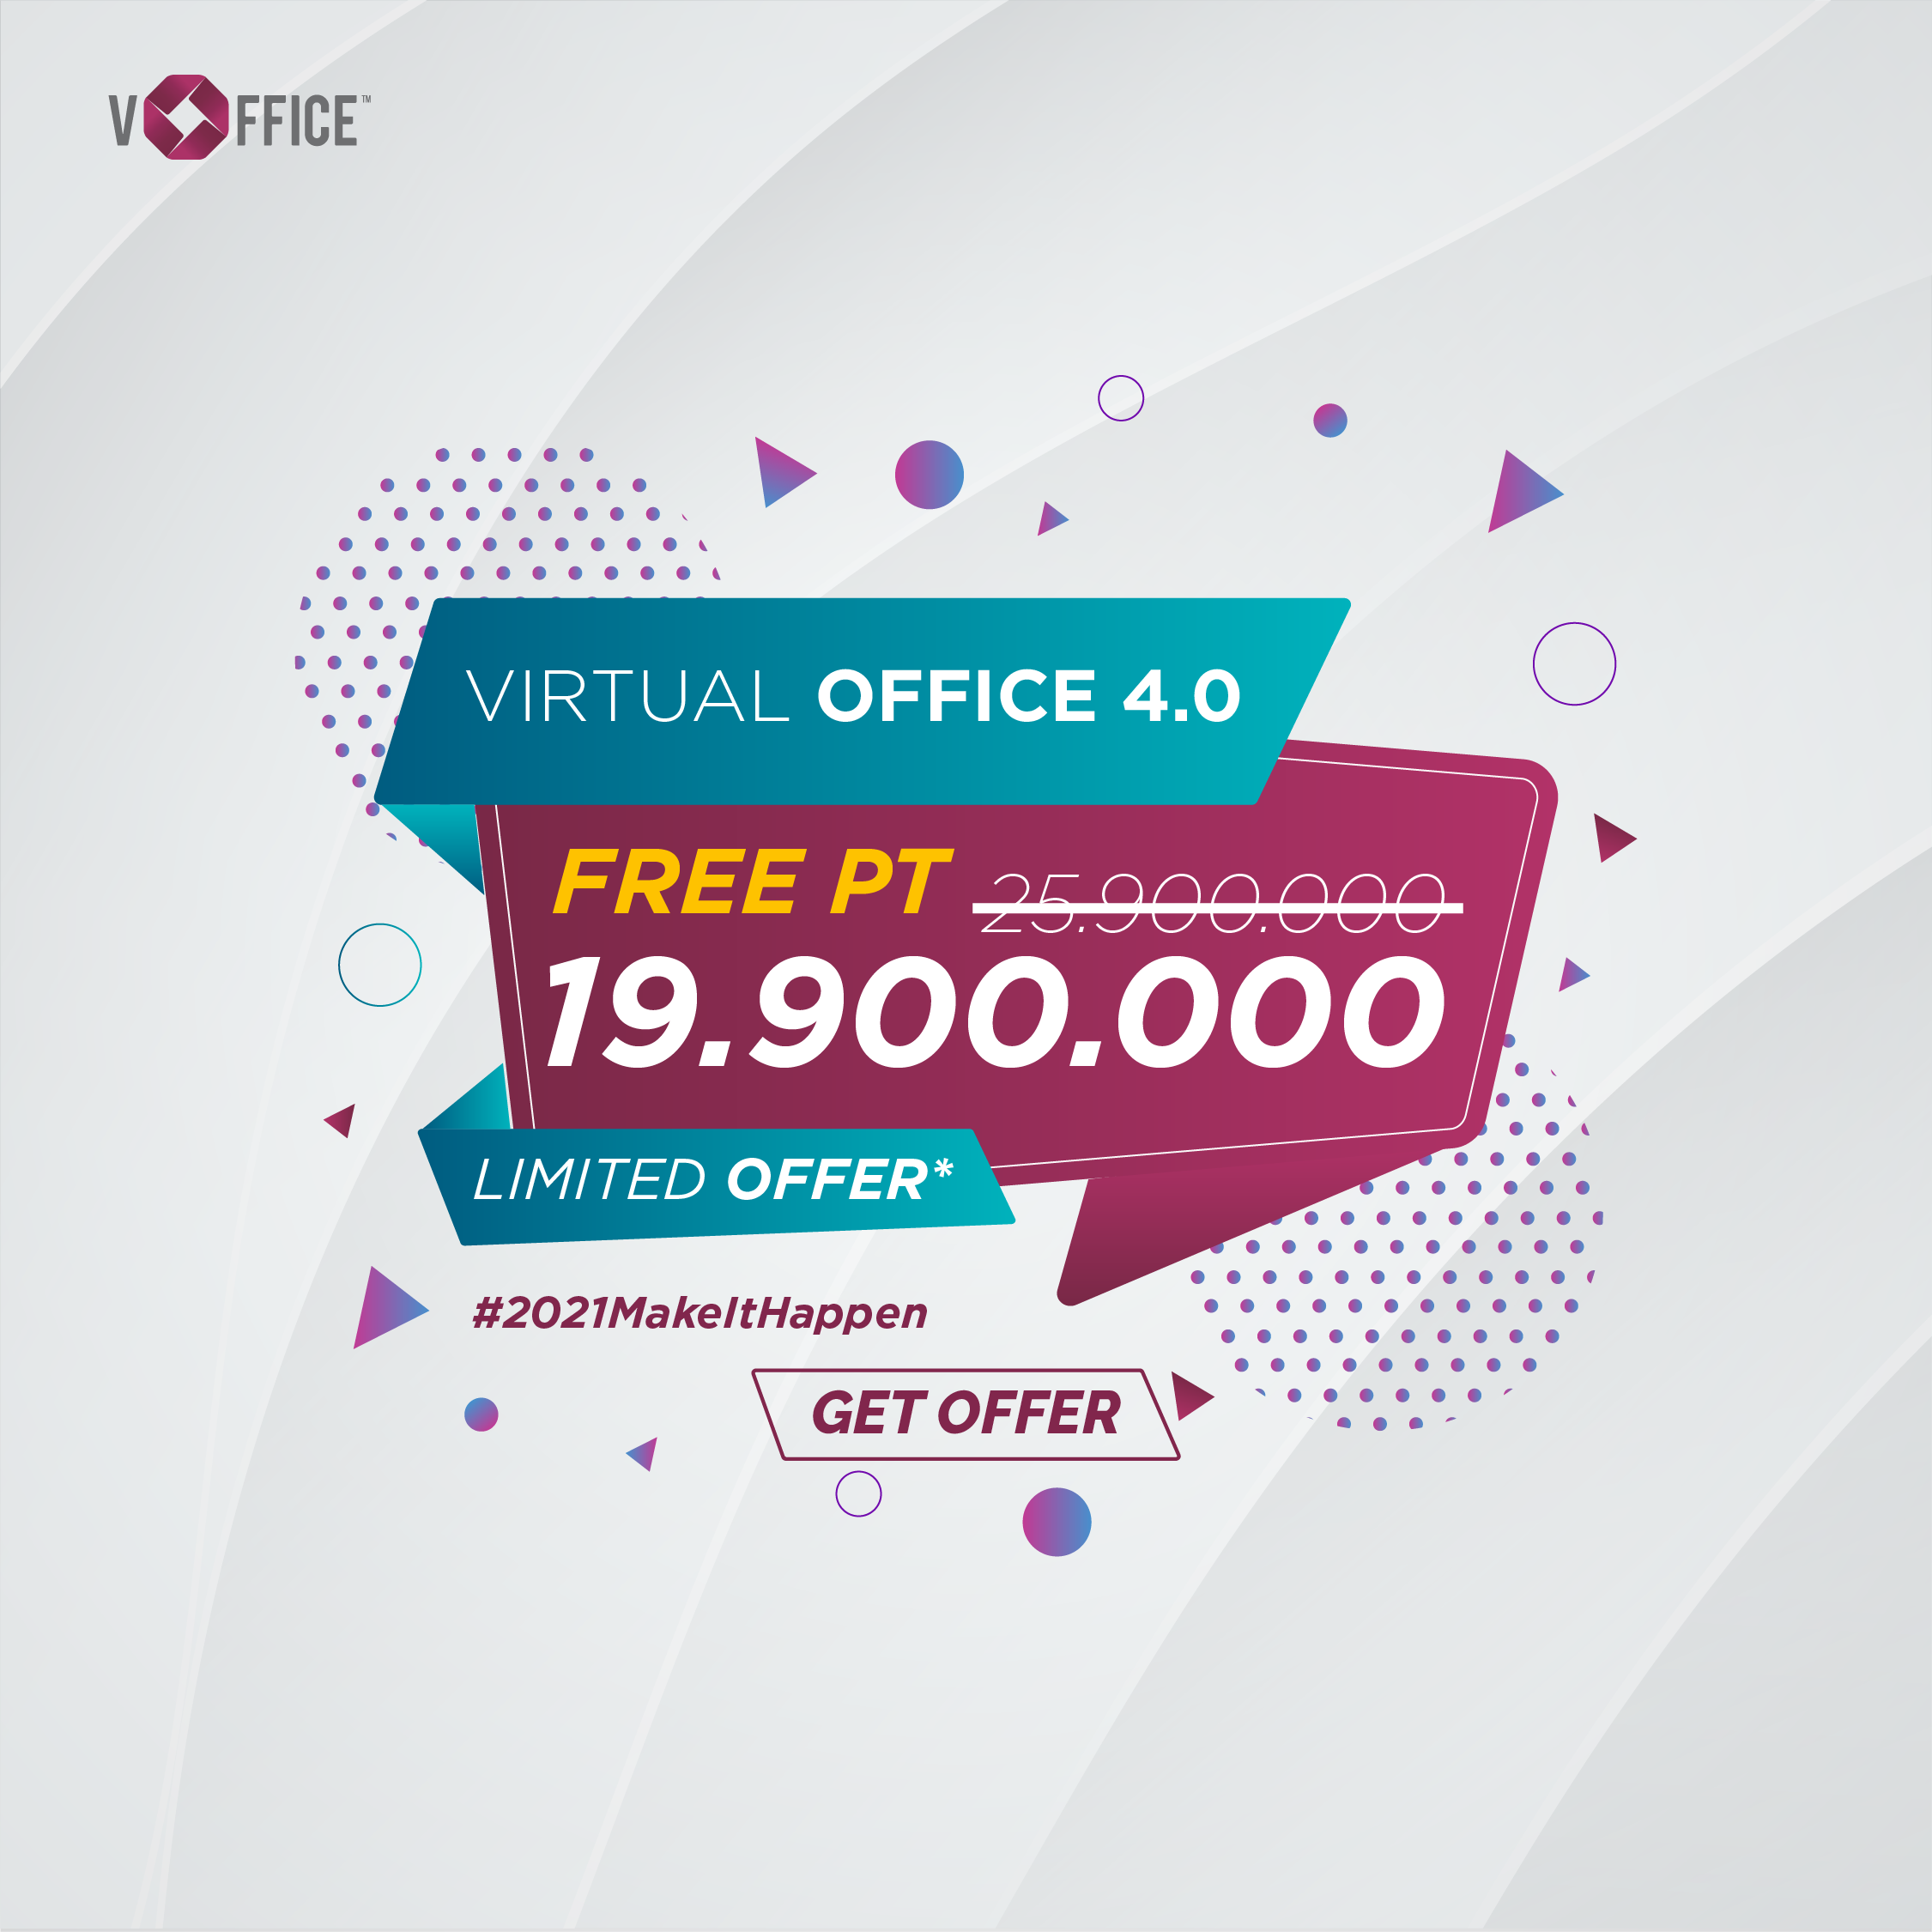 VOFFICE™
VIRTUAL OFFICE 4.0
FREE PT 25.900.000
19.900.000
LIMITED OFFER*
#2021MakeItHappen
GET OFFER